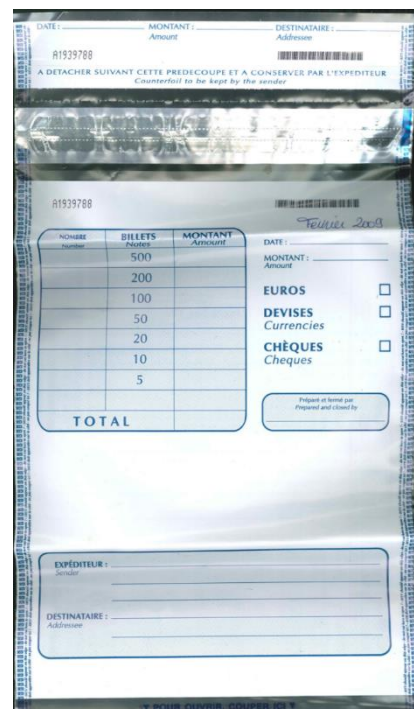 DATE : MONTANT : DESTINATAIRE :
Amount Addressee
A1939788
A DETACHER SUIVANT CETTE PREDECOUPE ET A CONSERVER PAR L'EXPEDITEUR
Counterfoil to be kept by the sender
A1939788
Février 2009
NOMBRE BILLETS MONTANT
Number Notes Amount
500
200
100
50
20
10
5
TOTAL
DATE :
MONTANT :
Amount
EUROS
DEVISES
Currencies
CHÈQUES
Cheques
Préparé et fermé par
Prepared and closed by
EXPÉDITEUR :
Sender
DESTINATAIRE :
Addressee
POUR OUVRIR, COUPER ICI